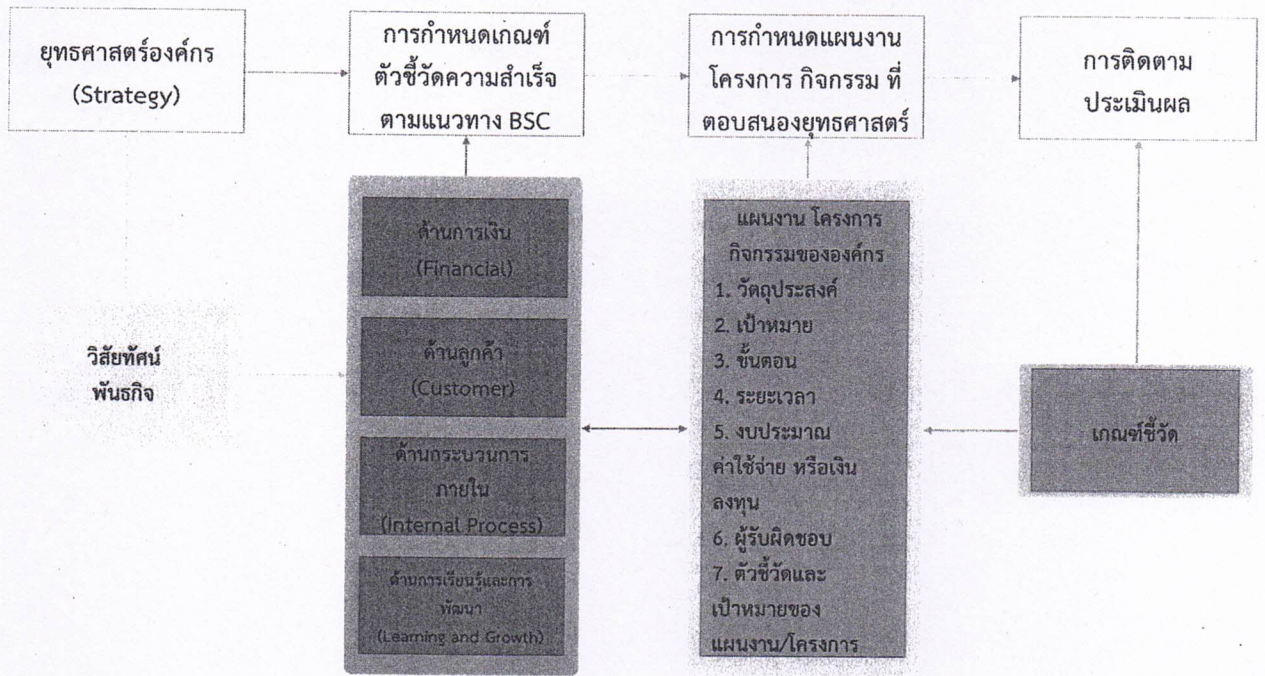 ยุทธศาสตร์องค์กร
(Strategy)
การกำหนดเกณฑ์
ตัวชี้วัดความสำเร็จ
ตามแนวทาง BSC
การกำหนดแผนงาน
โครงการ กิจกรรม ที่
ตอบสนองยุทธศาสตร์
การติดตาม
ประเมินผล
วิสัยทัศน์
พันธกิจ
ด้านการเงิน
(Financial)
ด้านลูกค้า
(Customer)
ด้านกระบวนการ
ภายใน
(Internal Process)
ด้านการเรียนรู้และการ
พัฒนา
(Learning and Growth)
แผนงาน โครงการ
กิจกรรมขององค์กร
1. วัตถุประสงค์
2. เป้าหมาย
3. ขั้นตอน
4. ระยะเวลา
5. งบประมาณ
ค่าใช้จ่าย หรือเงิน
ลงทุน
6. ผู้รับผิดชอบ
7. ตัวชี้วัดและ
เป้าหมายของ
แผนงาน/โครงการ
เกณฑ์ชี้วัด